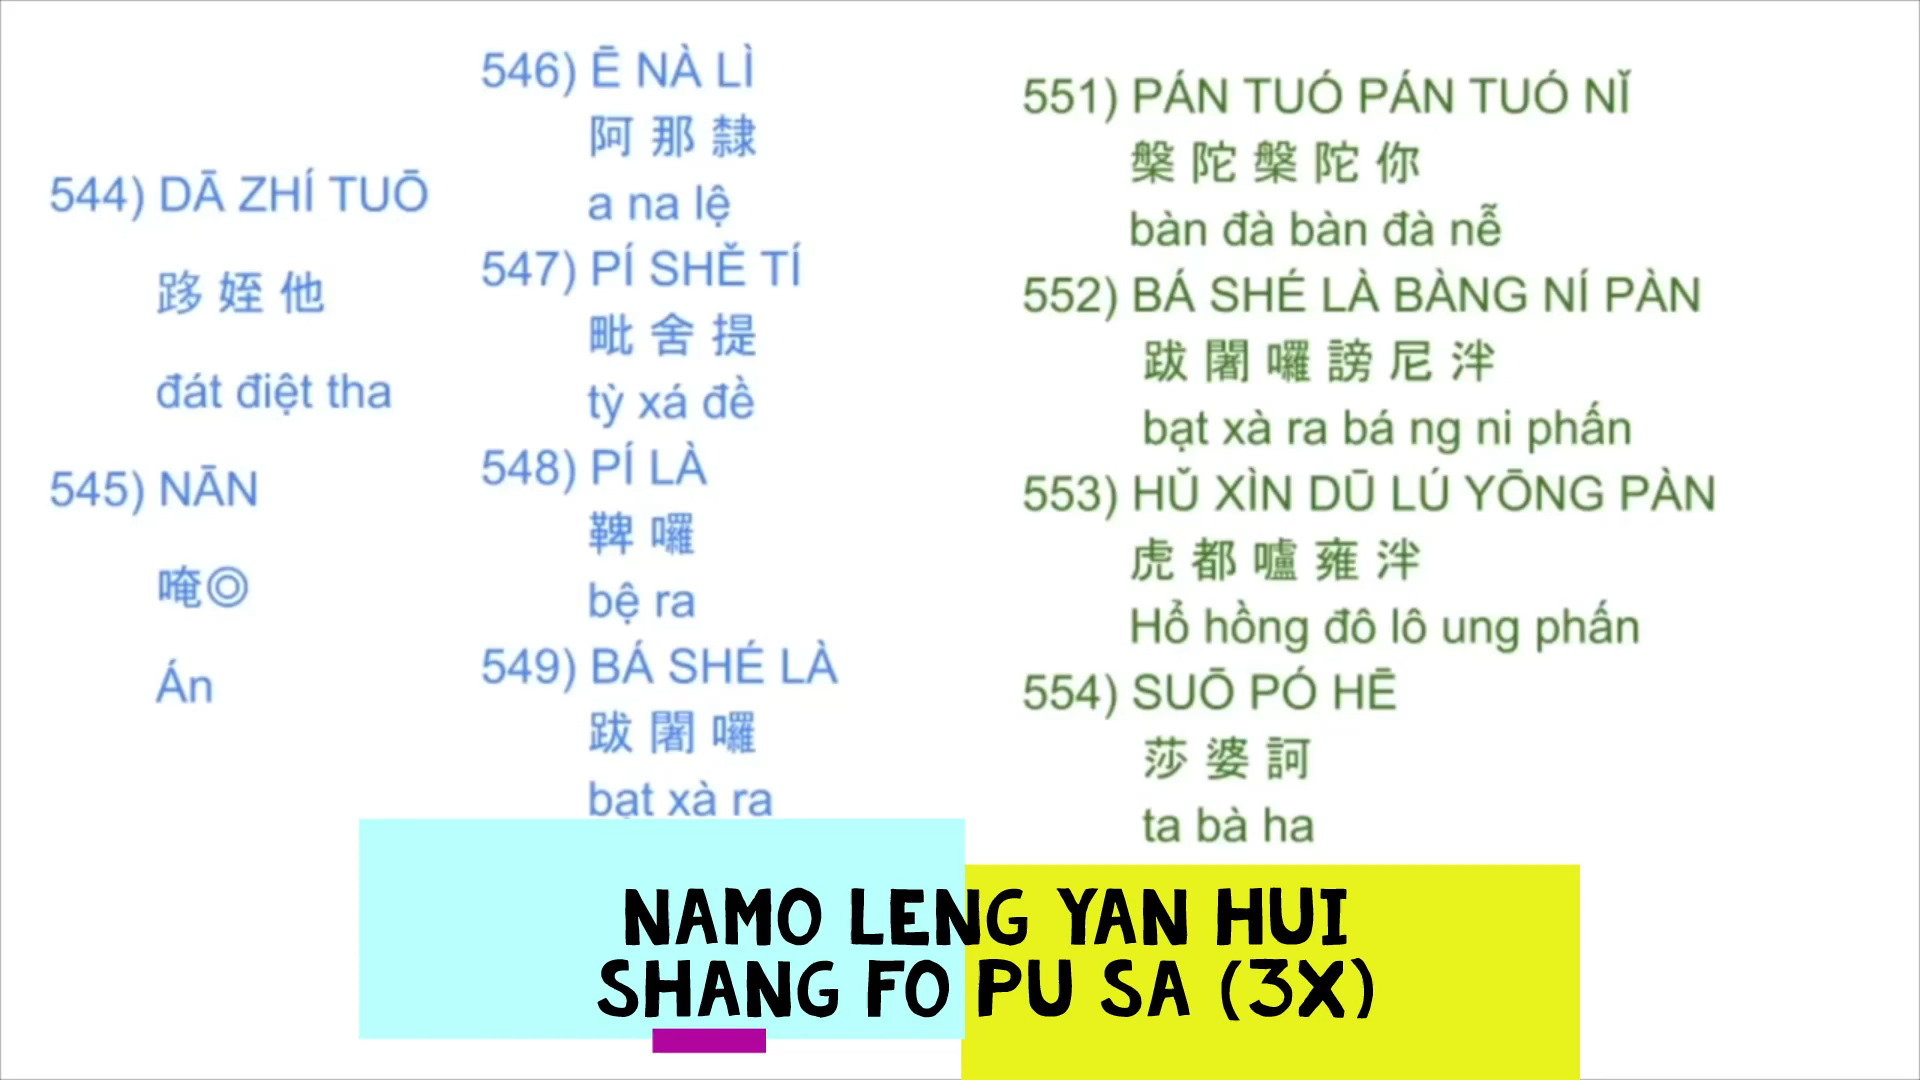 544) DĀ ZHÍ TUŌ
跢 姪 他
đát điệt tha
545) NĀN
唵◎
Án
546) Ē NÀ LÌ
阿 那 隸
a na lệ
547) PÍ SHĚ TÍ
毗 舍 提
tỳ xá đề
548) PÍ LÀ
鞞 囉
bệ ra
549) BÁ SHÉ LÀ
跋 闍 囉
bạt xà ra
551) PÁN TUÓ PÁN TUÓ NǏ
槃 陀 槃 陀 你
bàn đà bàn đà nễ
552) BÁ SHÉ LÀ BÀNG NÍ PÀN
跋 闍 囉 謗 尼 泮
bạt xà ra bá ng ni phấn
553) HǓ XÌN DŪ LÚ YŌNG PÀN
虎 都 嚧 雍 泮
Hổ hồng đô lô ung phấn
554) SUŌ PÓ HĒ
莎 婆 訶
ta bà ha
NAMO LENG YAN HUI
SHANG FO PU SA (3X)